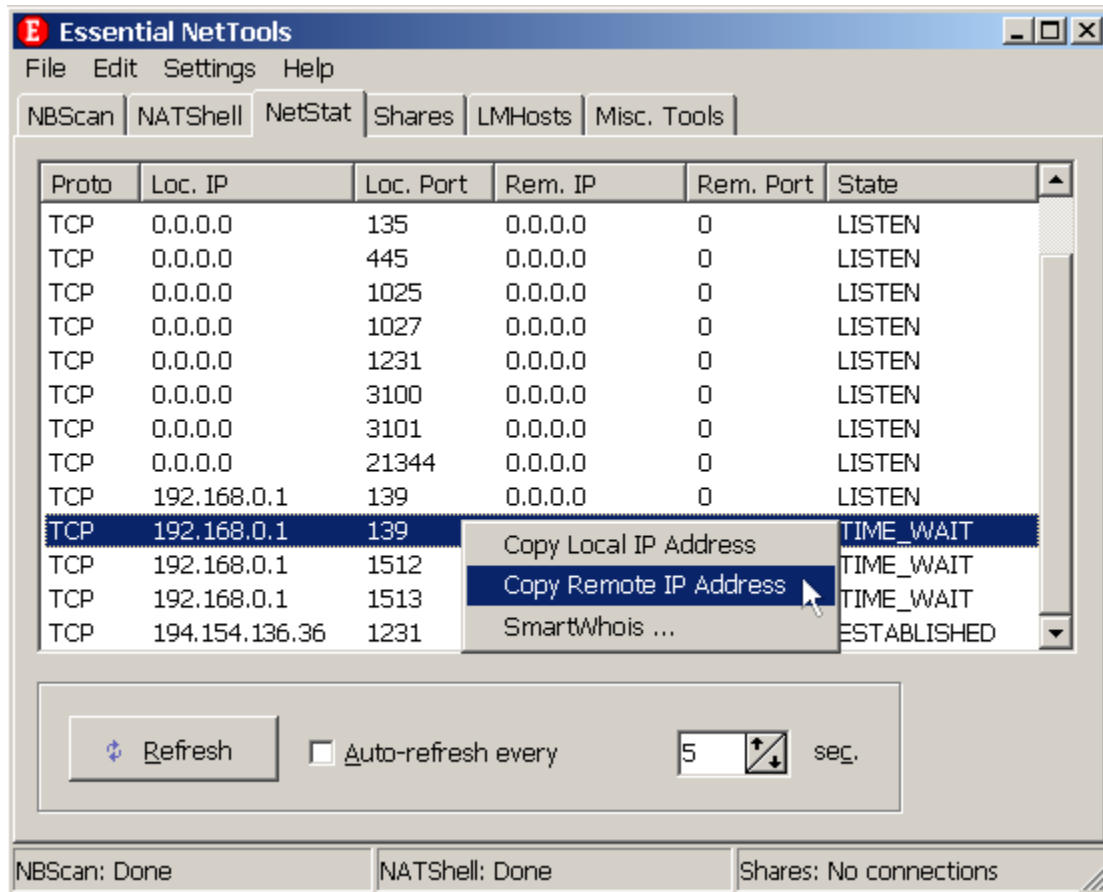 E Essential NetTools
File Edit Settings Help
NBScan NATShell NetStat Shares LMHosts Misc. Tools
Proto Loc. IP Loc. Port Rem. IP Rem. Port State
TCP 0.0.0.0 135 0.0.0.0 0 LISTEN
TCP 0.0.0.0 445 0.0.0.0 0 LISTEN
TCP 0.0.0.0 1025 0.0.0.0 0 LISTEN
TCP 0.0.0.0 1027 0.0.0.0 0 LISTEN
TCP 0.0.0.0 1231 0.0.0.0 0 LISTEN
TCP 0.0.0.0 3100 0.0.0.0 0 LISTEN
TCP 0.0.0.0 3101 0.0.0.0 0 LISTEN
TCP 0.0.0.0 21344 0.0.0.0 0 LISTEN
TCP 192.168.0.1 139 0.0.0.0 0 LISTEN
TCP 192.168.0.1 139 TIME_WAIT
Copy Local IP Address
TCP 192.168.0.1 1512 TIME_WAIT
Copy Remote IP Address
TCP 192.168.0.1 1513 TIME_WAIT
SmartWhois ...
TCP 194.154.136.36 1231 ESTABLISHED
Refresh Auto-refresh every 5 sec.
NBScan: Done NATShell: Done Shares: No connections